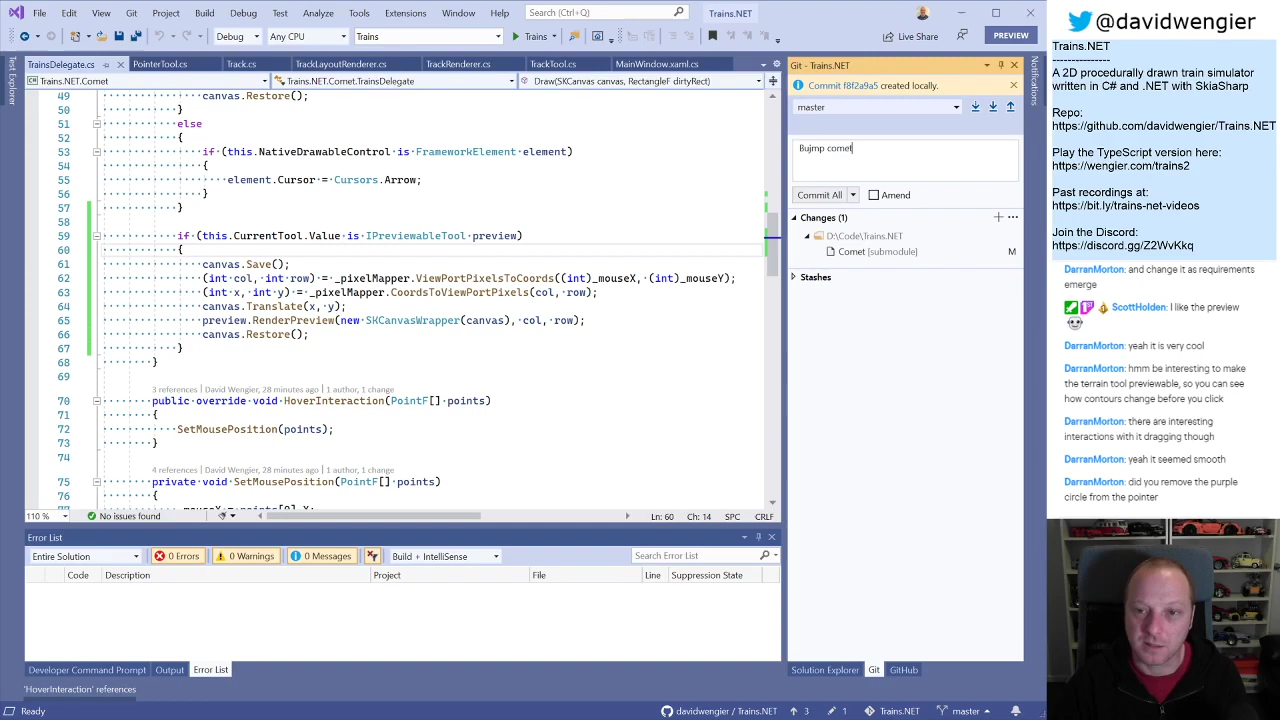 File Edit View Git Project Build Debug Test Analyze Tools Extensions Window Help Search (Ctrl+Q) Trains.NET
Debug Any CPU Trains Trains Live Share PREVIEW
@davidwengier
Trains.NET
------------
A 2D procedurally drawn train simulator
written in C# and .NET with SkiaSharp
Repo:
https://github.com/davidwengier/Trains.NET
Play the TypeScript version here:
https://wengier.com/trains2
Past recordings at:
https://bit.ly/trains-net-videos
Join the Discord:
https://discord.gg/Z2WvKkq
Test Explorer
TrainsDelegate.cs PointerTool.cs Track.cs TrackLayoutRenderer.cs TrackRenderer.cs TrackTool.cs MainWindow.xaml.cs
Trains.NET.Comet Trains.NET.Comet.TrainsDelegate Draw(SKCanvas canvas, RectangleF dirtyRect)
49 canvas.Restore();
50 }
51 else
52 {
53 if (this.NativeDrawableControl is FrameworkElement element)
54 {
55 element.Cursor = Cursors.Arrow;
56 }
57 }
58
59 if (this.CurrentTool.Value is IPreviewableTool preview)
60 {
61 canvas.Save();
62 (int col, int row) = _pixelMapper.ViewPortPixelsToCoords((int)_mouseX, (int)_mouseY);
63 (int x, int y) = _pixelMapper.CoordsToViewPortPixels(col, row);
64 canvas.Translate(x, y);
65 preview.RenderPreview(new SKCanvasWrapper(canvas), col, row);
66 canvas.Restore();
67 }
68 }
69
3 references | David Wengier, 28 minutes ago | 1 author, 1 change
70 public override void HoverInteraction(PointF[] points)
71 {
72 SetMousePosition(points);
73 }
74
4 references | David Wengier, 28 minutes ago | 1 author, 1 change
75 private void SetMousePosition(PointF[] points)
76 {
110 % No issues found Ln: 60 Ch: 14 SPC CRLF
Git - Trains.NET
Commit f8f2a9a5 created locally.
master
Bujmp comet
Commit All Amend
Changes (1)
D:\Code\Trains.NET
Comet [submodule] M
Stashes
Notifications
Error List
Entire Solution 0 Errors 0 Warnings 0 Messages Build + IntelliSense Search Error List
Code Description Project File Line Suppression State
Developer Command Prompt Output Error List
Solution Explorer Git GitHub
'HoverInteraction' references
Ready davidwengier / Trains.NET 3 1 Trains.NET master
DarranMorton: and change it as requirements
emerge
ScottHolden: I like the preview
DarranMorton: yeah it is very cool
DarranMorton: hmm be interesting to make
the terrain tool previewable, so you can see
how contours change before you click
DarranMorton: there are interesting
interactions with it dragging though
DarranMorton: yeah it seemed smooth
DarranMorton: did you remove the purple
circle from the pointer